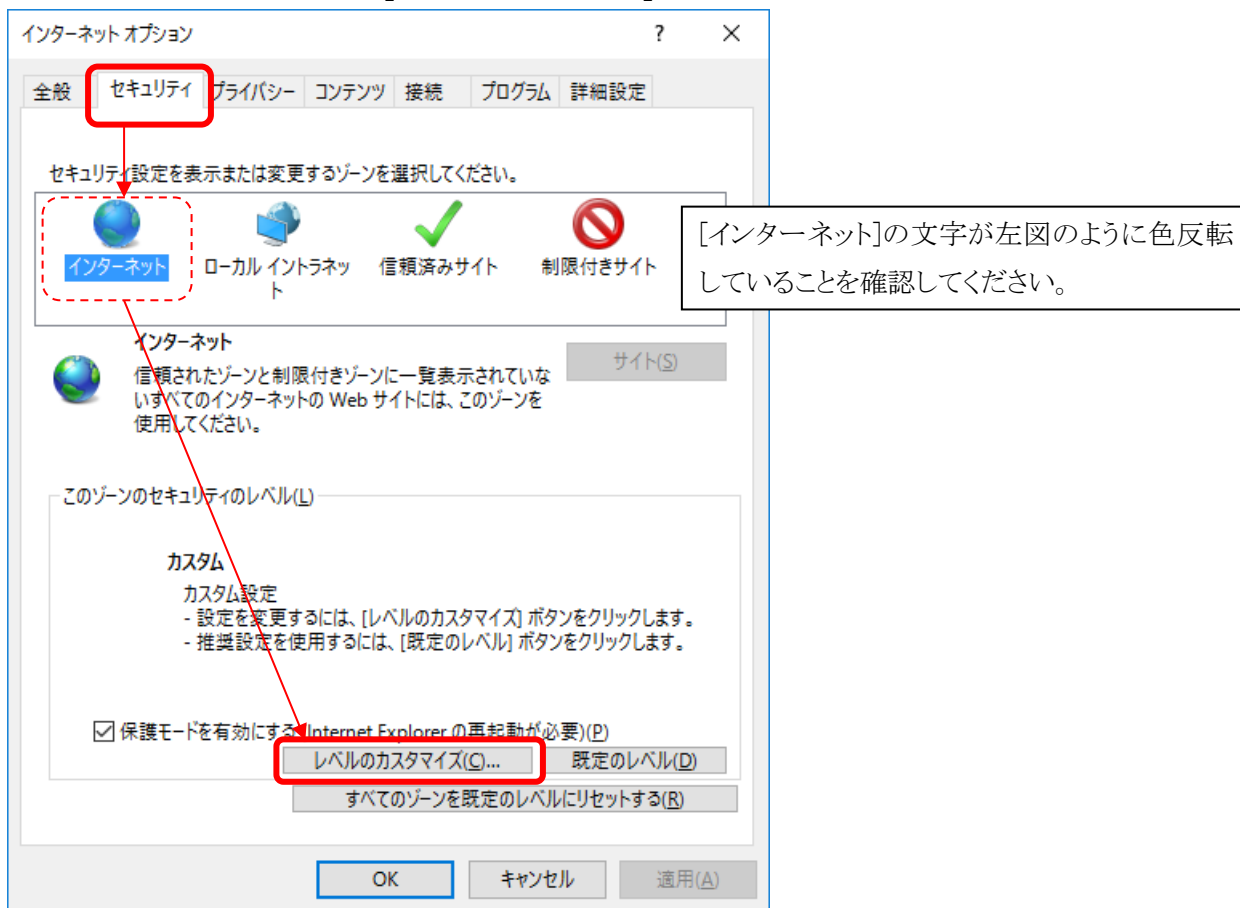 インターネット オプション ? ×
全般 セキュリティ プライバシー コンテンツ 接続 プログラム 詳細設定
セキュリティ設定を表示または変更するゾーンを選択してください。
インターネット ローカル イントラネッ 信頼済みサイト 制限付きサイト
ト
[インターネット]の文字が左図のように色反転
していることを確認してください。
インターネット
サイト(S)
信頼されたゾーンと制限付きゾーンに一覧表示されていな
いすべてのインターネットの Web サイトには、このゾーンを
使用してください。
このゾーンのセキュリティのレベル(L)
カスタム
カスタム設定
- 設定を変更するには、[レベルのカスタマイズ] ボタンをクリックします。
- 推奨設定を使用するには、[既定のレベル] ボタンをクリックします。
保護モードを有効にする (Internet Explorer の再起動が必要)(P)
レベルのカスタマイズ(C)... 既定のレベル(D)
すべてのゾーンを既定のレベルにリセットする(R)
OK キャンセル 適用(A)